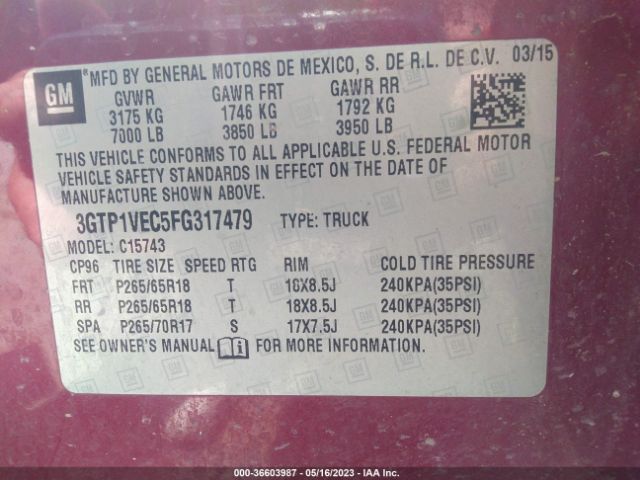 GM
*MFD BY GENERAL MOTORS DE MEXICO, S. DE R.L. DE C.V. 03/15
GVWR GAWR FRT GAWR RR
3175 KG 1746 KG 1792 KG
7000 LB 3850 LB 3950 LB
THIS VEHICLE CONFORMS TO ALL APPLICABLE U.S. FEDERAL MOTOR
VEHICLE SAFETY STANDARDS IN EFFECT ON THE DATE OF
MANUFACTURE SHOWN ABOVE.
3GTP1VEC5FG317479 TYPE: TRUCK
MODEL: C15743
CP96 TIRE SIZE SPEED RTG RIM COLD TIRE PRESSURE
FRT P265/65R18 T 18X8.5J 240KPA(35PSI)
RR P265/65R18 T 18X8.5J 240KPA(35PSI)
SPA P265/70R17 S 17X7.5J 240KPA(35PSI)
SEE OWNER'S MANUAL i FOR MORE INFORMATION.
000-36603987 - 05/16/2023 - IAA Inc.